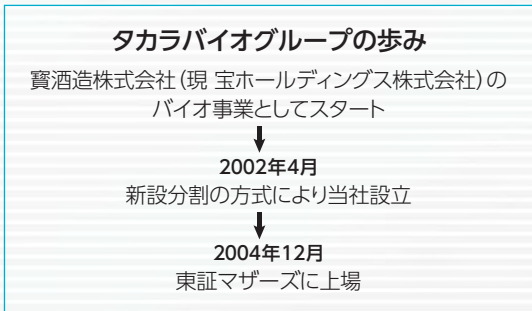 タカラバイオグループの歩み
寳酒造株式会社(現 宝ホールディングス株式会社)の
バイオ事業としてスタート
2002年4月
新設分割の方式により当社設立
2004年12月
東証マザーズに上場